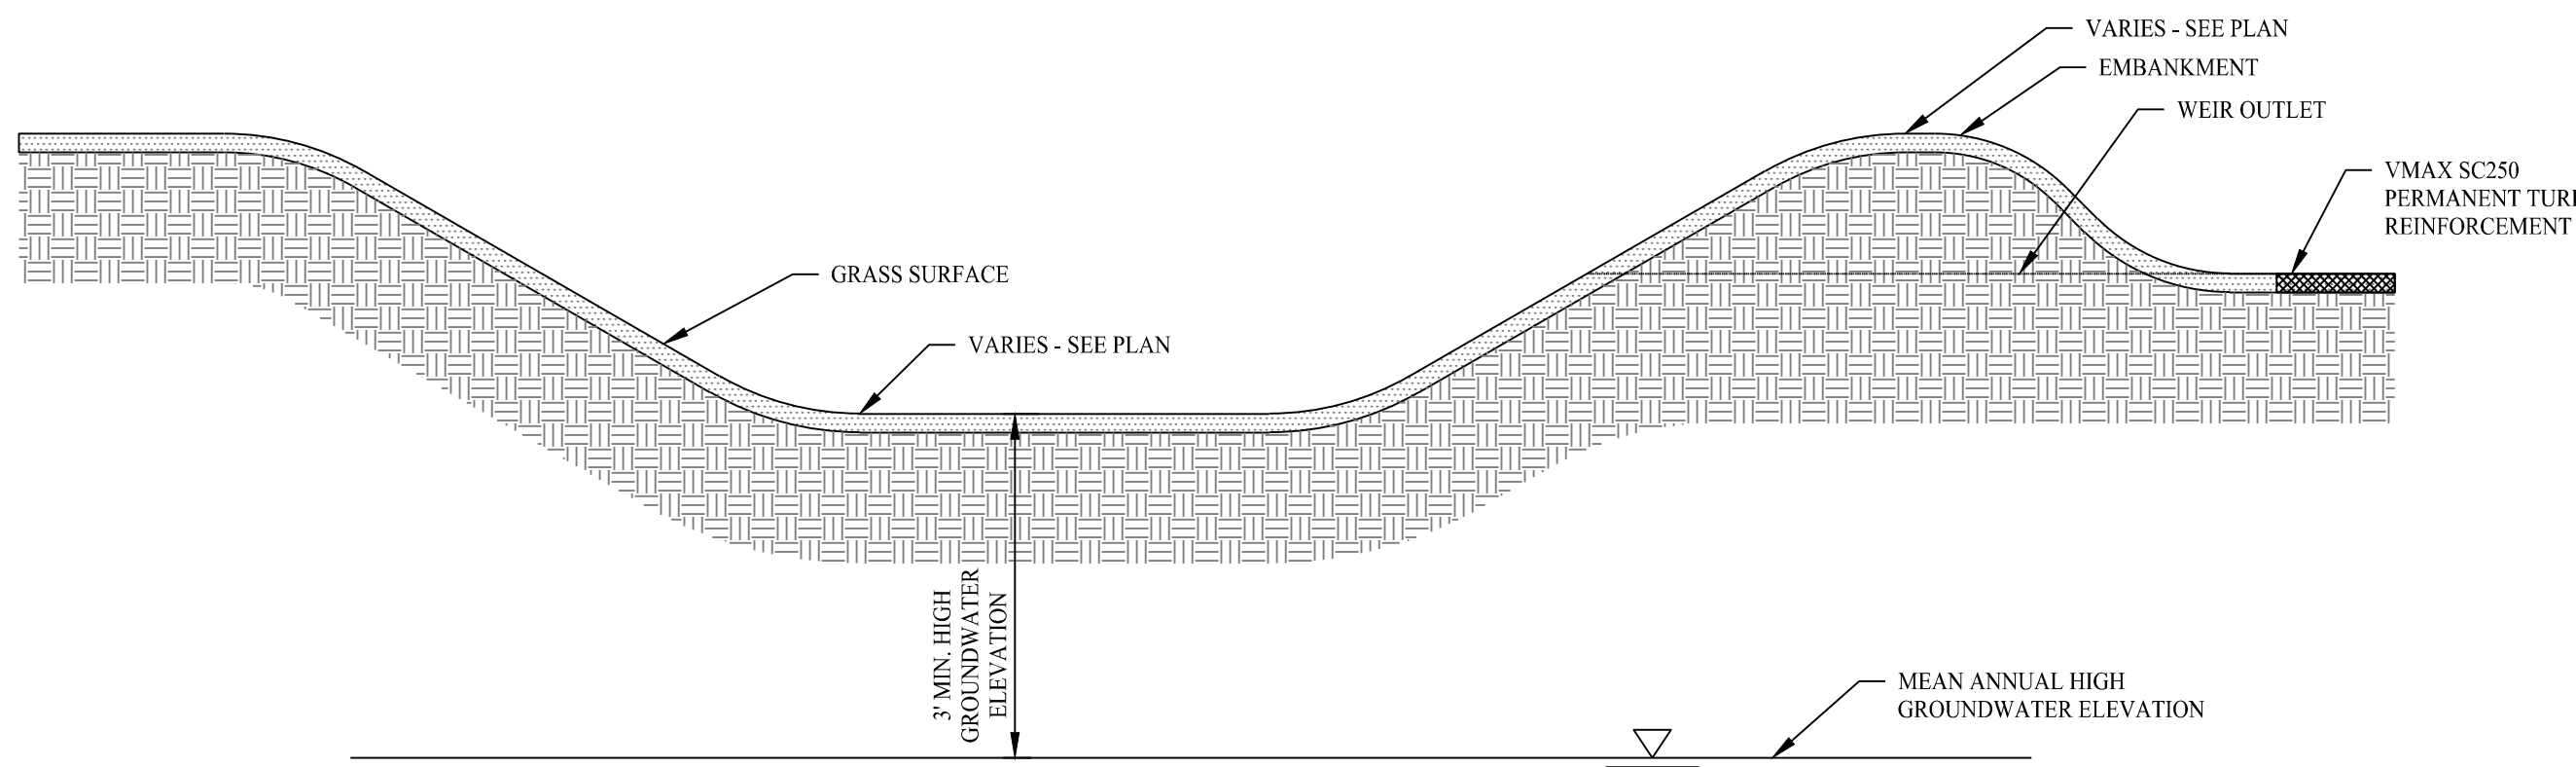 VARIES - SEE PLAN
EMBANKMENT
WEIR OUTLET
VMAX SC250
PERMANENT
REINFORCEMENT
GRASS SURFACE
VARIES - SEE PLAN
3' MIN. HIGH
GROUNDWATER
ELEVATION
MEAN ANNUAL HIGH
GROUNDWATER ELEVATION